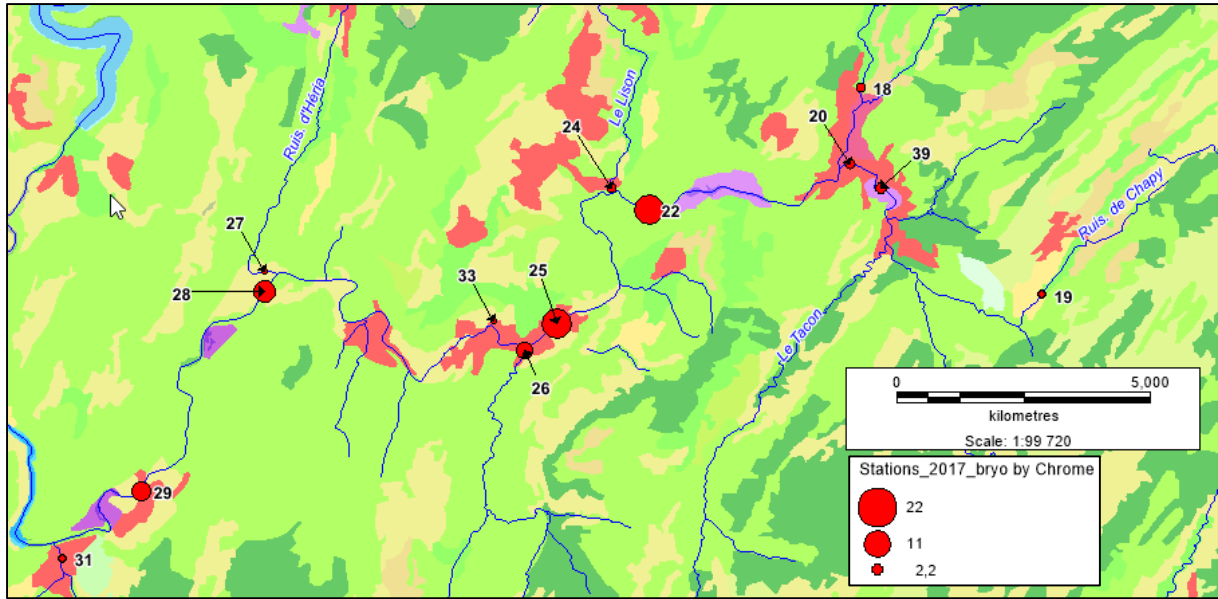 18
Le Lison
Ruis. d'Héria
24
20
39
22
Ruis. de Chapy
27
28
33
25
19
Le Tacon
26
0 5,000
kilometres
Scale: 1:99 720
Stations_2017_bryo by Chrome
22
11
2,2
29
31